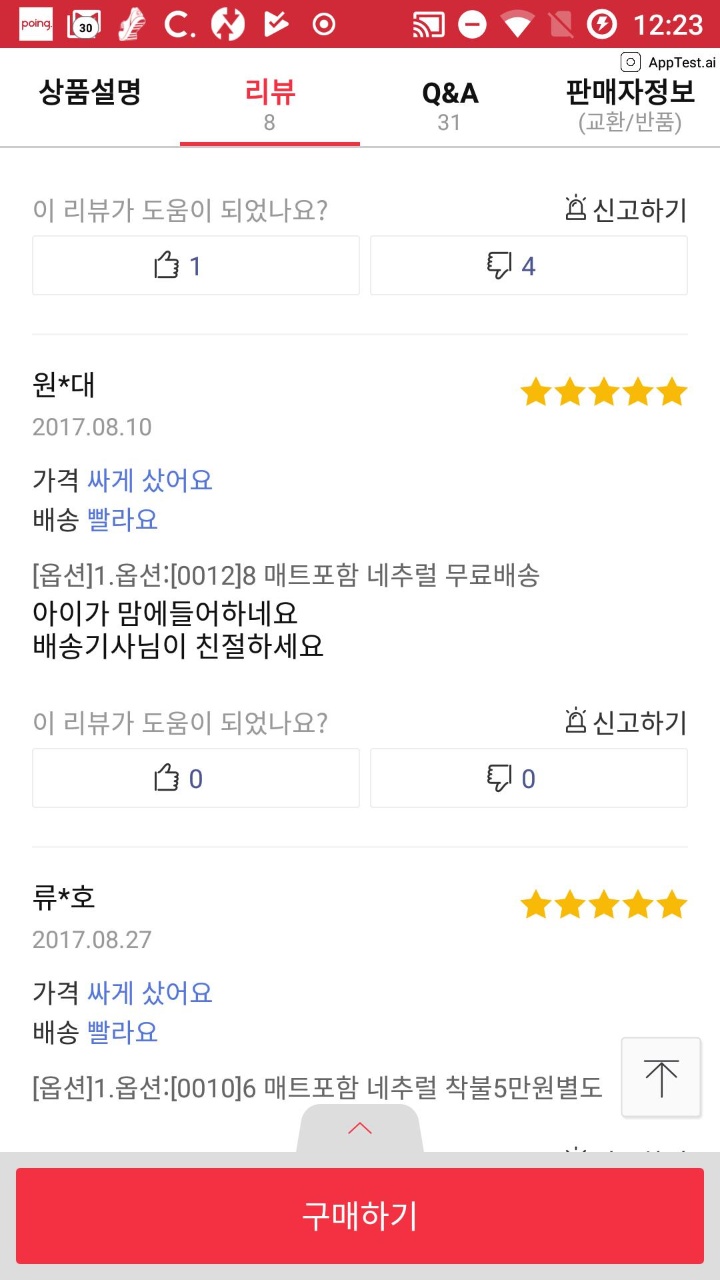 poing
30
C.
12:23
AppTest.ai
상품설명 리뷰 Q&A 판매자정보
8 31 (교환/반품)
이 리뷰가 도움이 되었나요? 신고하기
1 4
원*대
2017.08.10
가격 싸게 샀어요
배송 빨라요
[옵션]1.옵션:[0012]8 매트포함 네추럴 무료배송
아이가 맘에들어하네요
배송기사님이 친절하세요
이 리뷰가 도움이 되었나요? 신고하기
0 0
류*호
2017.08.27
가격 싸게 샀어요
배송 빨라요
[옵션]1.옵션:[0010]6 매트포함 네추럴 착불5만원별도
구매하기